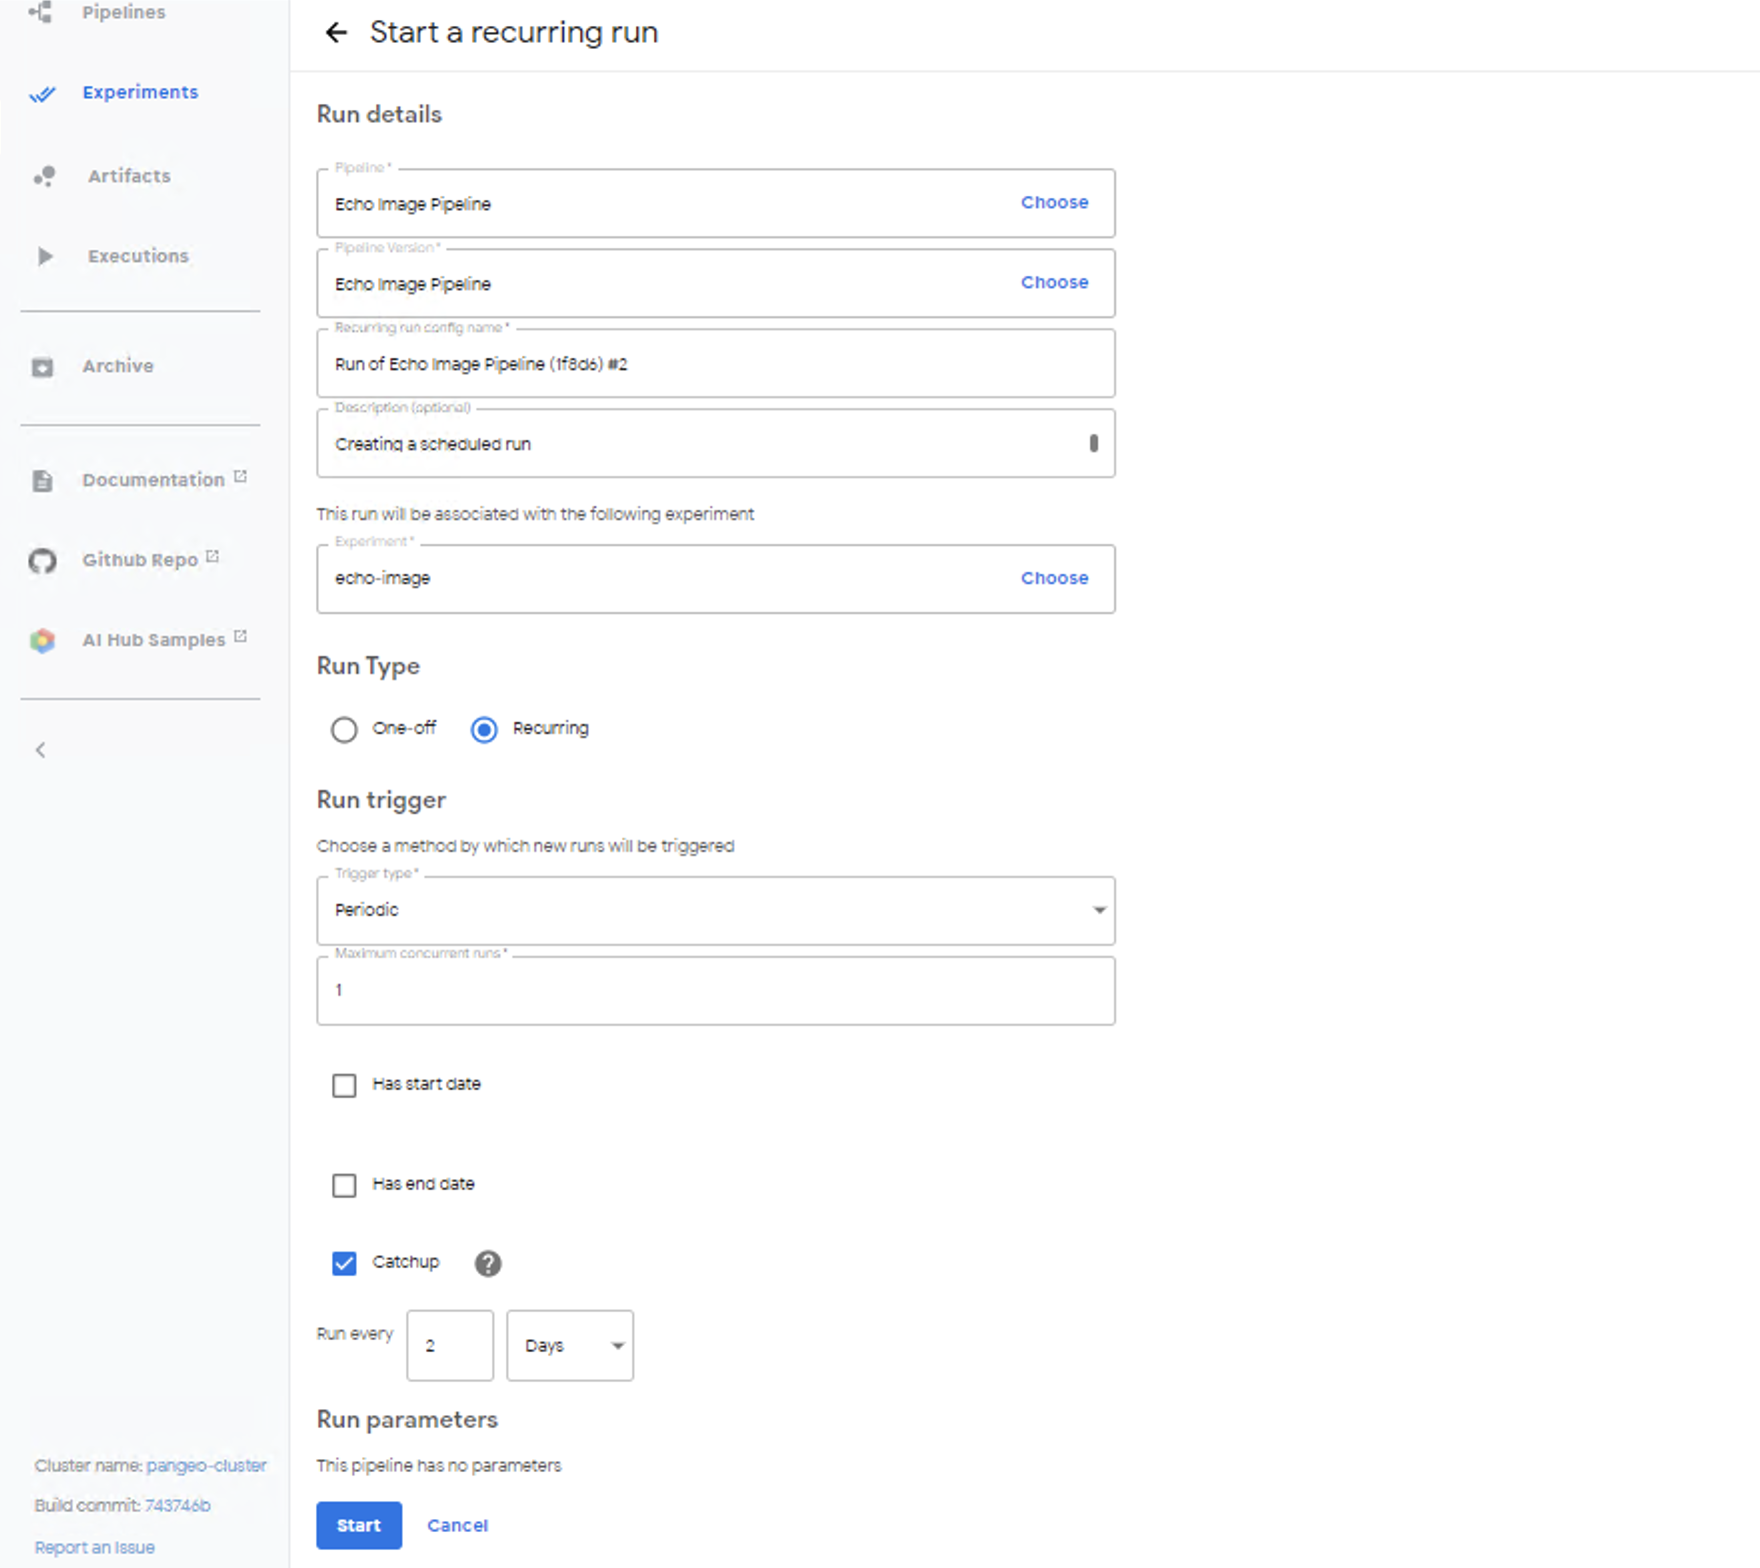 Pipelines
Experiments
Artifacts
Executions
Archive
Documentation
Github Repo
AI Hub Samples
Cluster name: pangeo-cluster
Build commit: 743746b
Report an Issue
Start a recurring run
Run details
Pipeline *
Echo Image Pipeline
Choose
Pipeline Version *
Echo Image Pipeline
Choose
Recurring run config name *
Run of Echo Image Pipeline (1f8d6) #2
Description (optional)
Creating a scheduled run
This run will be associated with the following experiment
Experiment *
echo-image
Choose
Run Type
One-off
Recurring
Run trigger
Choose a method by which new runs will be triggered
Trigger type *
Periodic
Maximum concurrent runs *
1
Has start date
Has end date
Catchup ?
Run every 2 Days
Run parameters
This pipeline has no parameters
Start Cancel